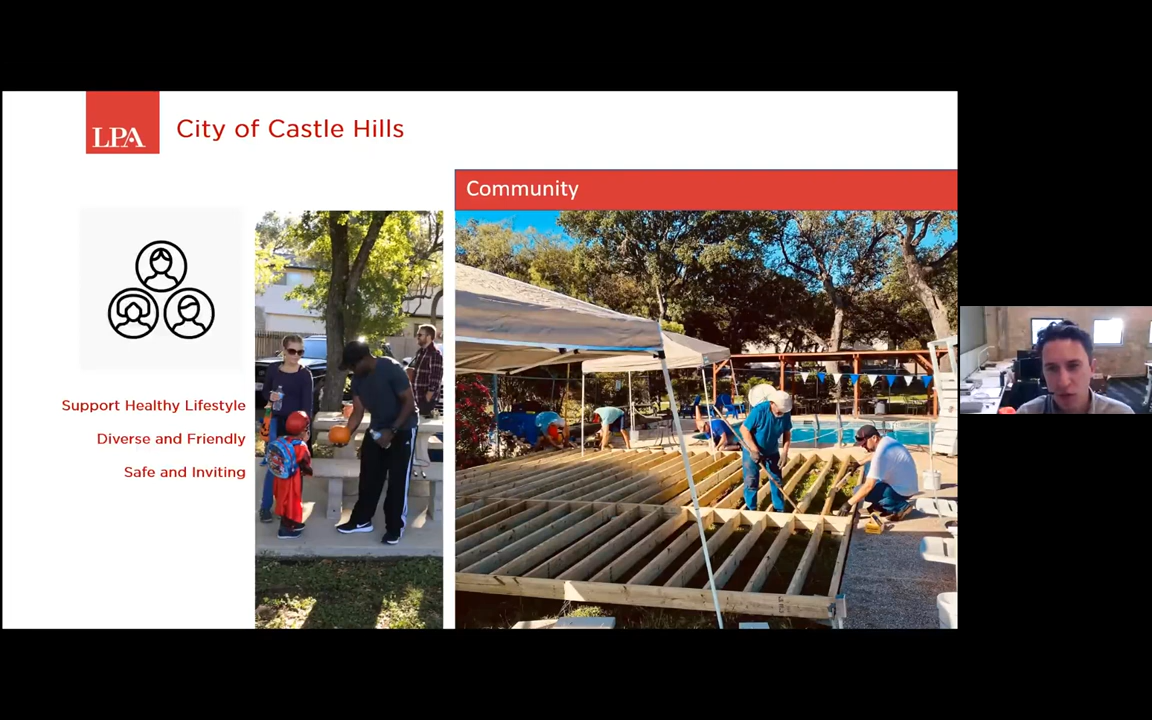 LPA
City of Castle Hills
Community
Support Healthy Lifestyle
Diverse and Friendly
Safe and Inviting